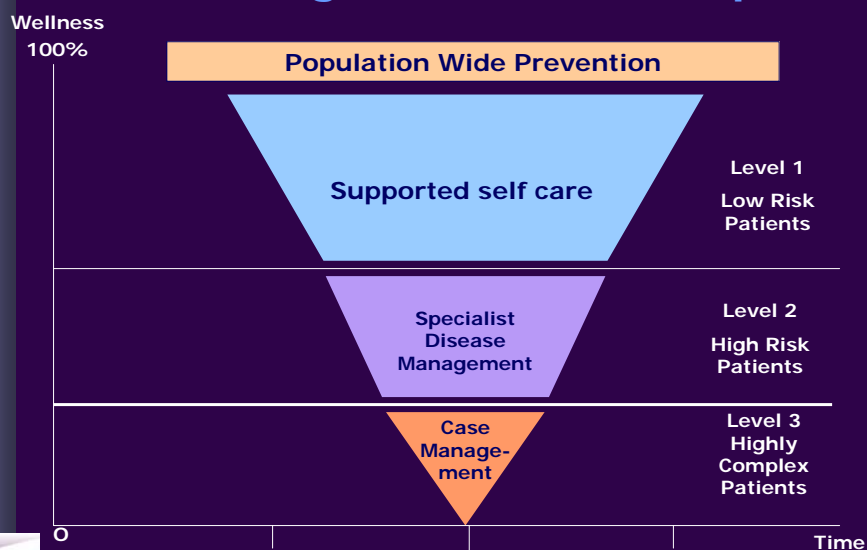 Wellness
100%
Population Wide Prevention
Supported self care
Level 1
Low Risk
Patients
Specialist
Disease
Management
Level 2
High Risk
Patients
Case
Manage-
ment
Level 3
Highly
Complex
Patients
O
Time